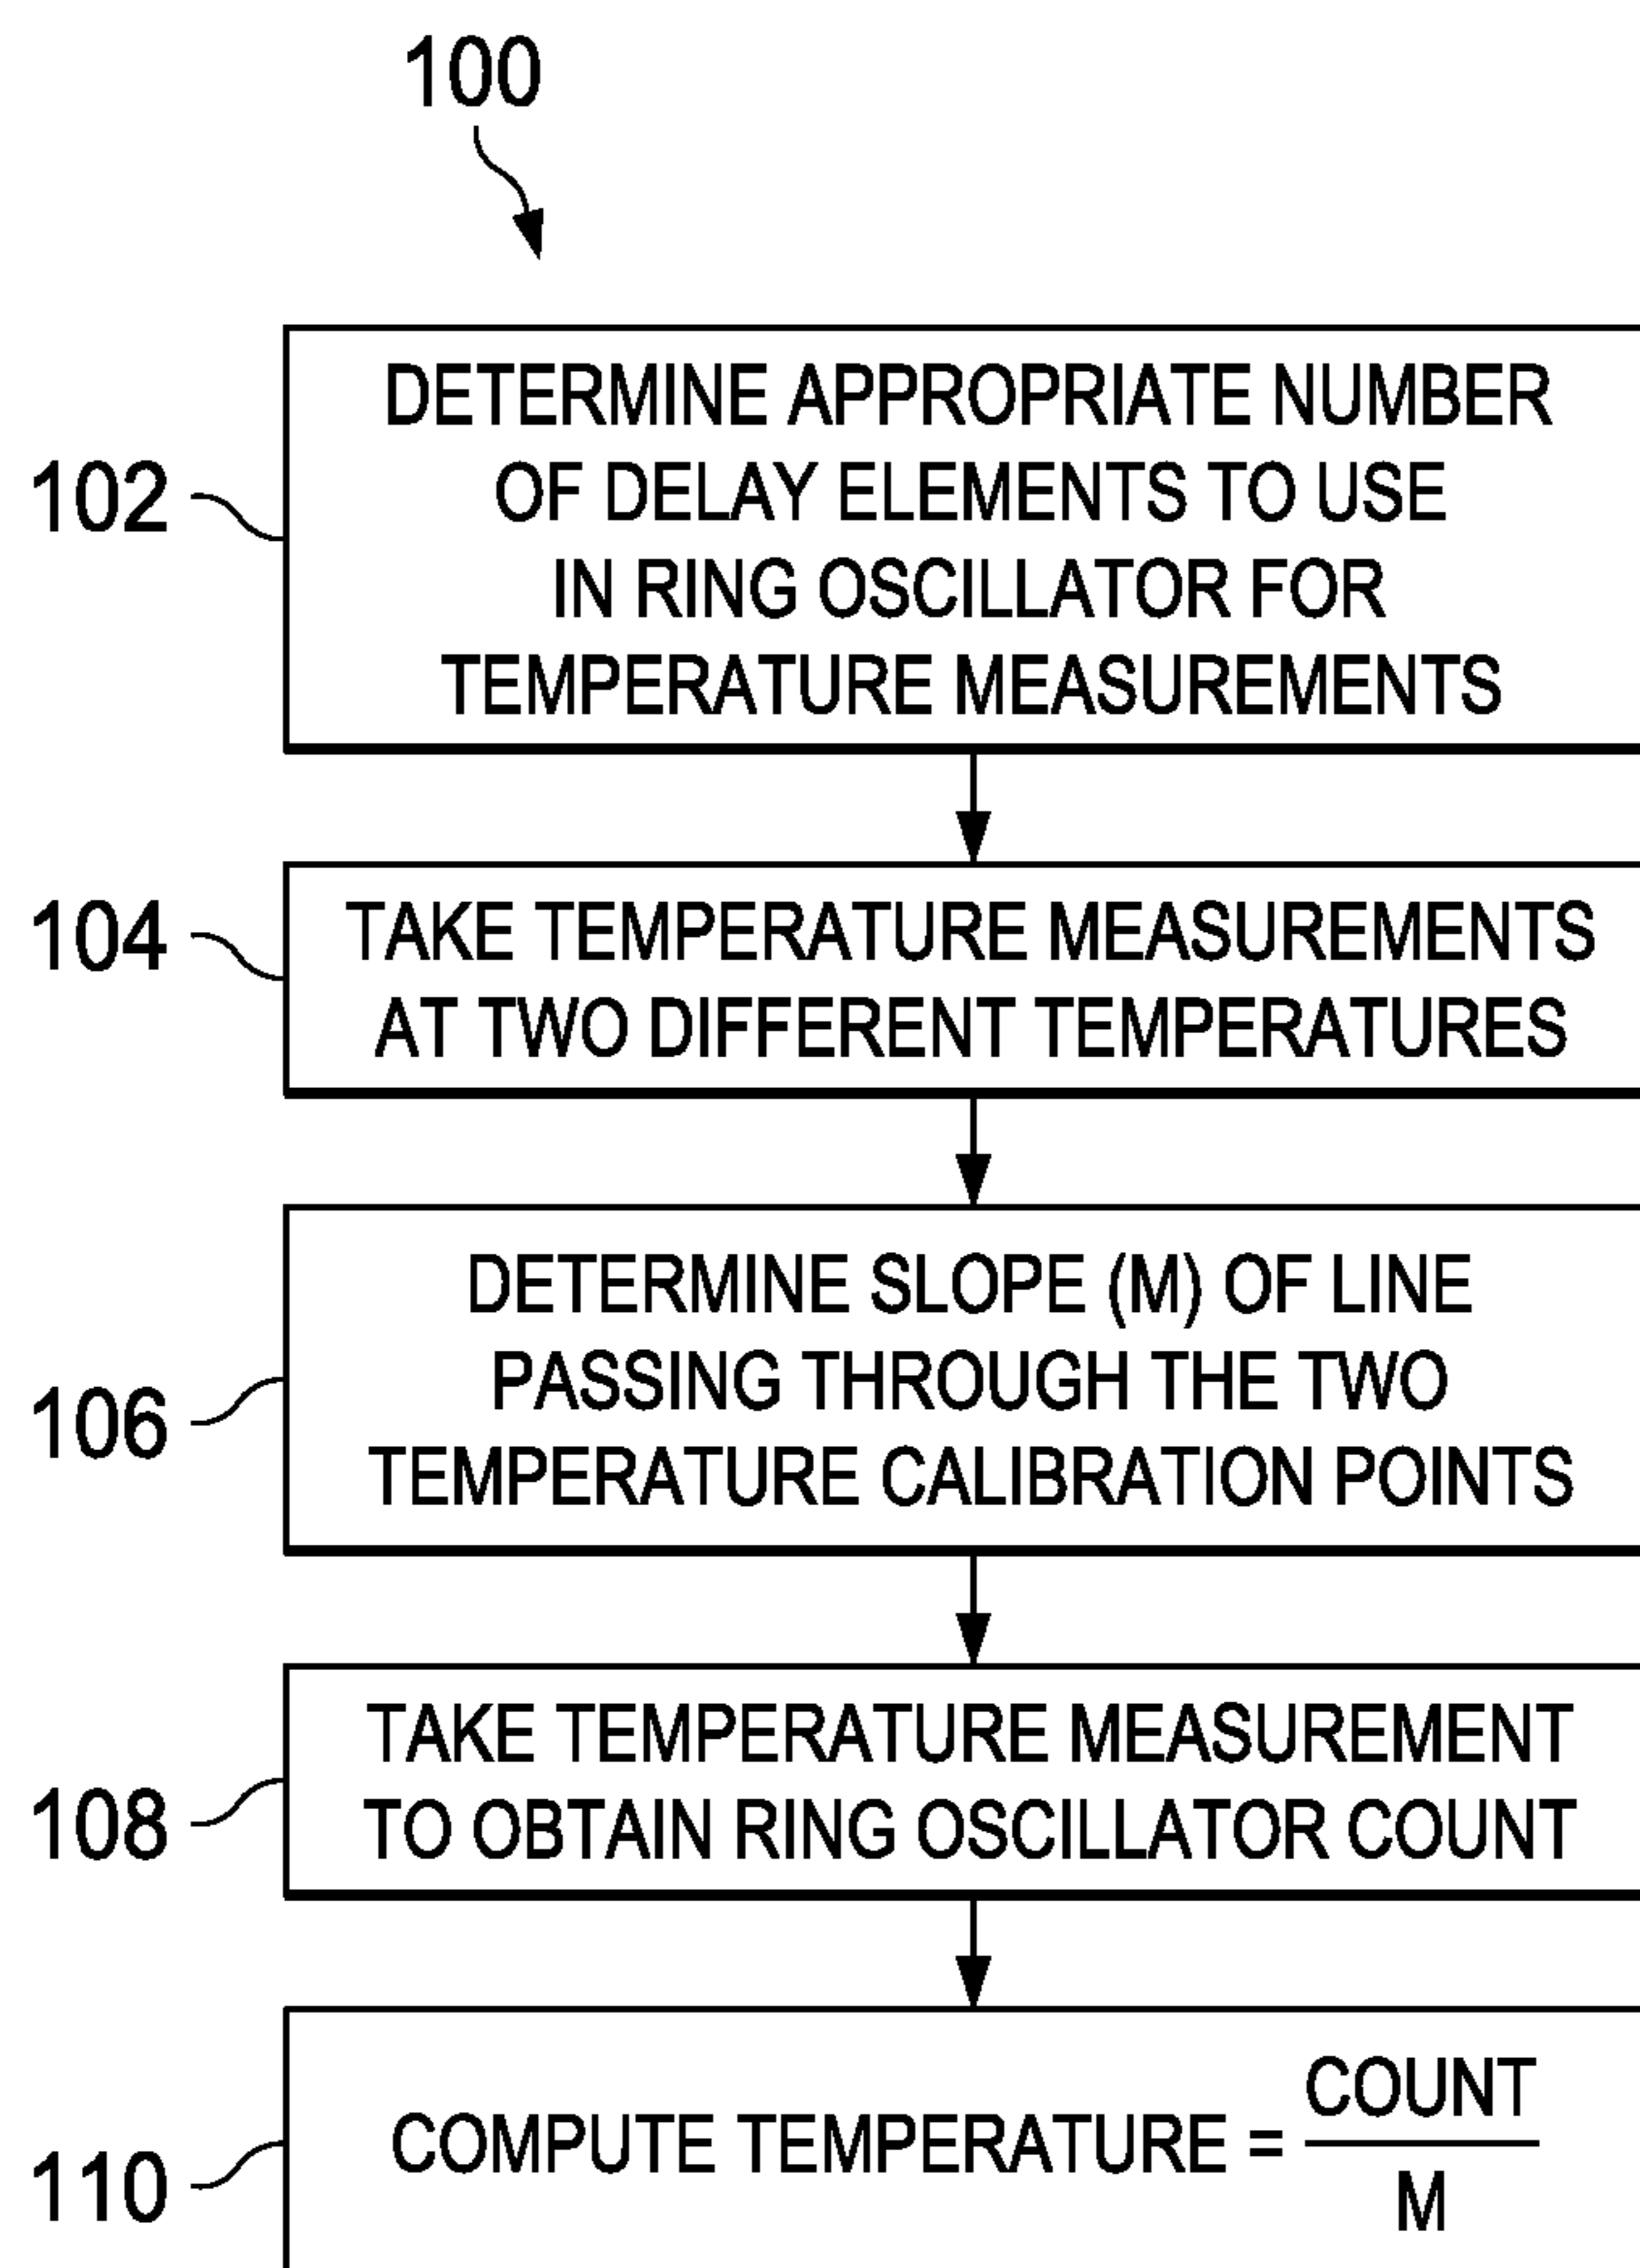 100
102
DETERMINE APPROPRIATE NUMBER
OF DELAY ELEMENTS TO USE
IN RING OSCILLATOR FOR
TEMPERATURE MEASUREMENTS
104
TAKE TEMPERATURE MEASUREMENTS
AT TWO DIFFERENT TEMPERATURES
106
DETERMINE SLOPE (M) OF LINE
PASSING THROUGH THE TWO
TEMPERATURE CALIBRATION POINTS
108
TAKE TEMPERATURE MEASUREMENT
TO OBTAIN RING OSCILLATOR COUNT
110
COMPUTE TEMPERATURE =
COUNT
M